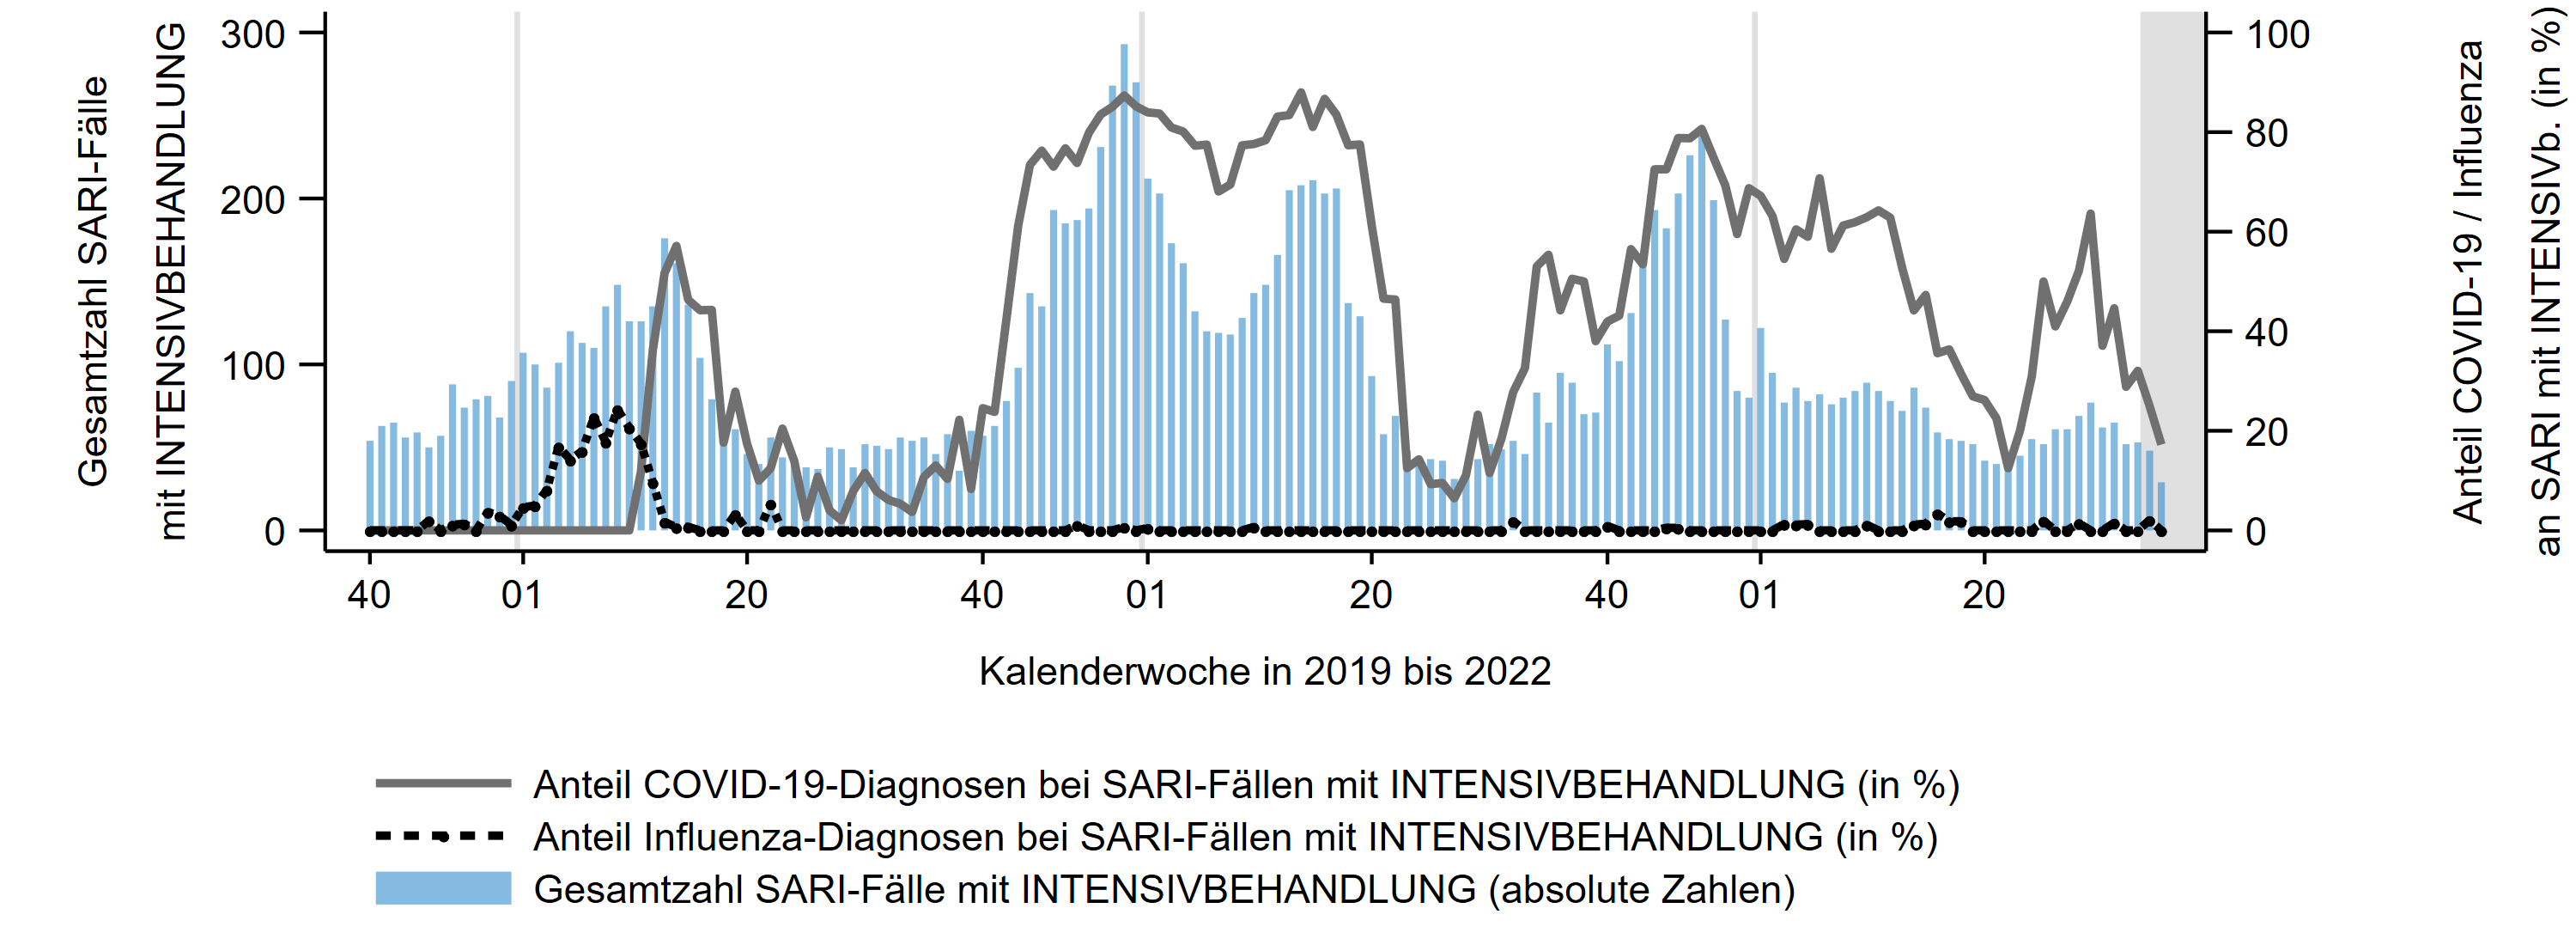 Gesamtzahl SARI-Fälle
mit INTENSIVBEHANDLUNG
300
200
100
0
100
80
60
40
20
0
Anteil COVID-19 / Influenza
an SARI mit INTENSIVb. (in %)
40 01 20 40 01 20 40 01 20
Kalenderwoche in 2019 bis 2022
Anteil COVID-19-Diagnosen bei SARI-Fällen mit INTENSIVBEHANDLUNG (in %)
Anteil Influenza-Diagnosen bei SARI-Fällen mit INTENSIVBEHANDLUNG (in %)
Gesamtzahl SARI-Fälle mit INTENSIVBEHANDLUNG (absolute Zahlen)